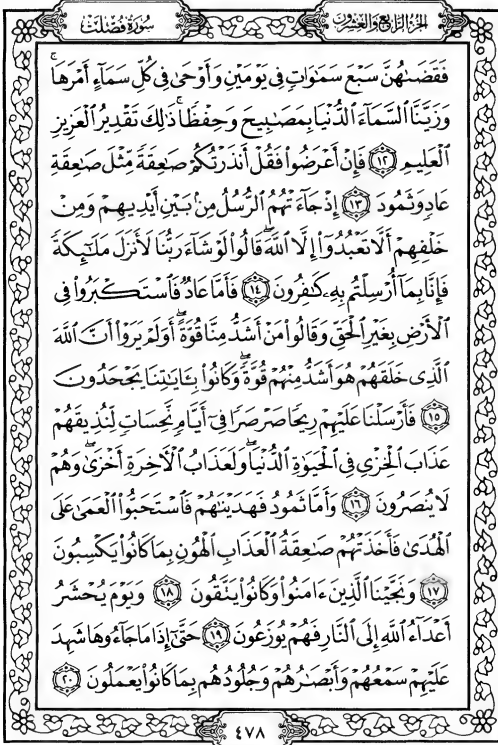 سُورَةُ فُصِّلَتْ
الجزء الرابع والعشرون
فَقَضَىٰهُنَّ سَبْعَ سَمَٰوَاتٍ فِى يَوْمَيْنِ وَأَوْحَىٰ فِى كُلِّ سَمَآءٍ أَمْرَهَا ۚ
وَزَيَّنَّا ٱلسَّمَآءَ ٱلدُّنْيَا بِمَصَٰبِيحَ وَحِفْظًا ۚ ذَٰلِكَ تَقْدِيرُ ٱلْعَزِيزِ
ٱلْعَلِيمِ ١٢ فَإِنْ أَعْرَضُوا۟ فَقُلْ أَنذَرْتُكُمْ صَٰعِقَةً مِّثْلَ صَٰعِقَةِ
عَادٍ وَثَمُودَ ١٣ إِذْ جَآءَتْهُمُ ٱلرُّسُلُ مِنۢ بَيْنِ أَيْدِيهِمْ وَمِنْ
خَلْفِهِمْ أَلَّا تَعْبُدُوٓا۟ إِلَّا ٱللَّهَ ۖ قَالُوا۟ لَوْ شَآءَ رَبُّنَا لَأَنزَلَ مَلَٰٓئِكَةً
فَإِنَّا بِمَآ أُرْسِلْتُم بِهِۦ كَٰفِرُونَ ١٤ فَأَمَّا عَادٌ فَٱسْتَكْبَرُوا۟ فِى
ٱلْأَرْضِ بِغَيْرِ ٱلْحَقِّ وَقَالُوا۟ مَنْ أَشَدُّ مِنَّا قُوَّةً ۖ أَوَلَمْ يَرَوْا۟ أَنَّ ٱللَّهَ
ٱلَّذِى خَلَقَهُمْ هُوَ أَشَدُّ مِنْهُمْ قُوَّةً ۖ وَكَانُوا۟ بِـَٔايَٰتِنَا يَجْحَدُونَ
١٥ فَأَرْسَلْنَا عَلَيْهِمْ رِيحًا صَرْصَرًا فِىٓ أَيَّامٍ نَّحِسَاتٍ لِّنُذِيقَهُمْ
عَذَابَ ٱلْخِزْىِ فِى ٱلْحَيَوٰةِ ٱلدُّنْيَا ۖ وَلَعَذَابُ ٱلْءَاخِرَةِ أَخْزَىٰ ۖ وَهُمْ
لَا يُنصَرُونَ ١٦ وَأَمَّا ثَمُودُ فَهَدَيْنَٰهُمْ فَٱسْتَحَبُّوا۟ ٱلْعَمَىٰ عَلَى
ٱلْهُدَىٰ فَأَخَذَتْهُمْ صَٰعِقَةُ ٱلْعَذَابِ ٱلْهُونِ بِمَا كَانُوا۟ يَكْسِبُونَ
١٧ وَنَجَّيْنَا ٱلَّذِينَ ءَامَنُوا۟ وَكَانُوا۟ يَتَّقُونَ ١٨ وَيَوْمَ يُحْشَرُ
أَعْدَآءُ ٱللَّهِ إِلَى ٱلنَّارِ فَهُمْ يُوزَعُونَ ١٩ حَتَّىٰٓ إِذَا مَا جَآءُوهَا شَهِدَ
عَلَيْهِمْ سَمْعُهُمْ وَأَبْصَٰرُهُمْ وَجُلُودُهُم بِمَا كَانُوا۟ يَعْمَلُونَ ٢٠
٤٧٨